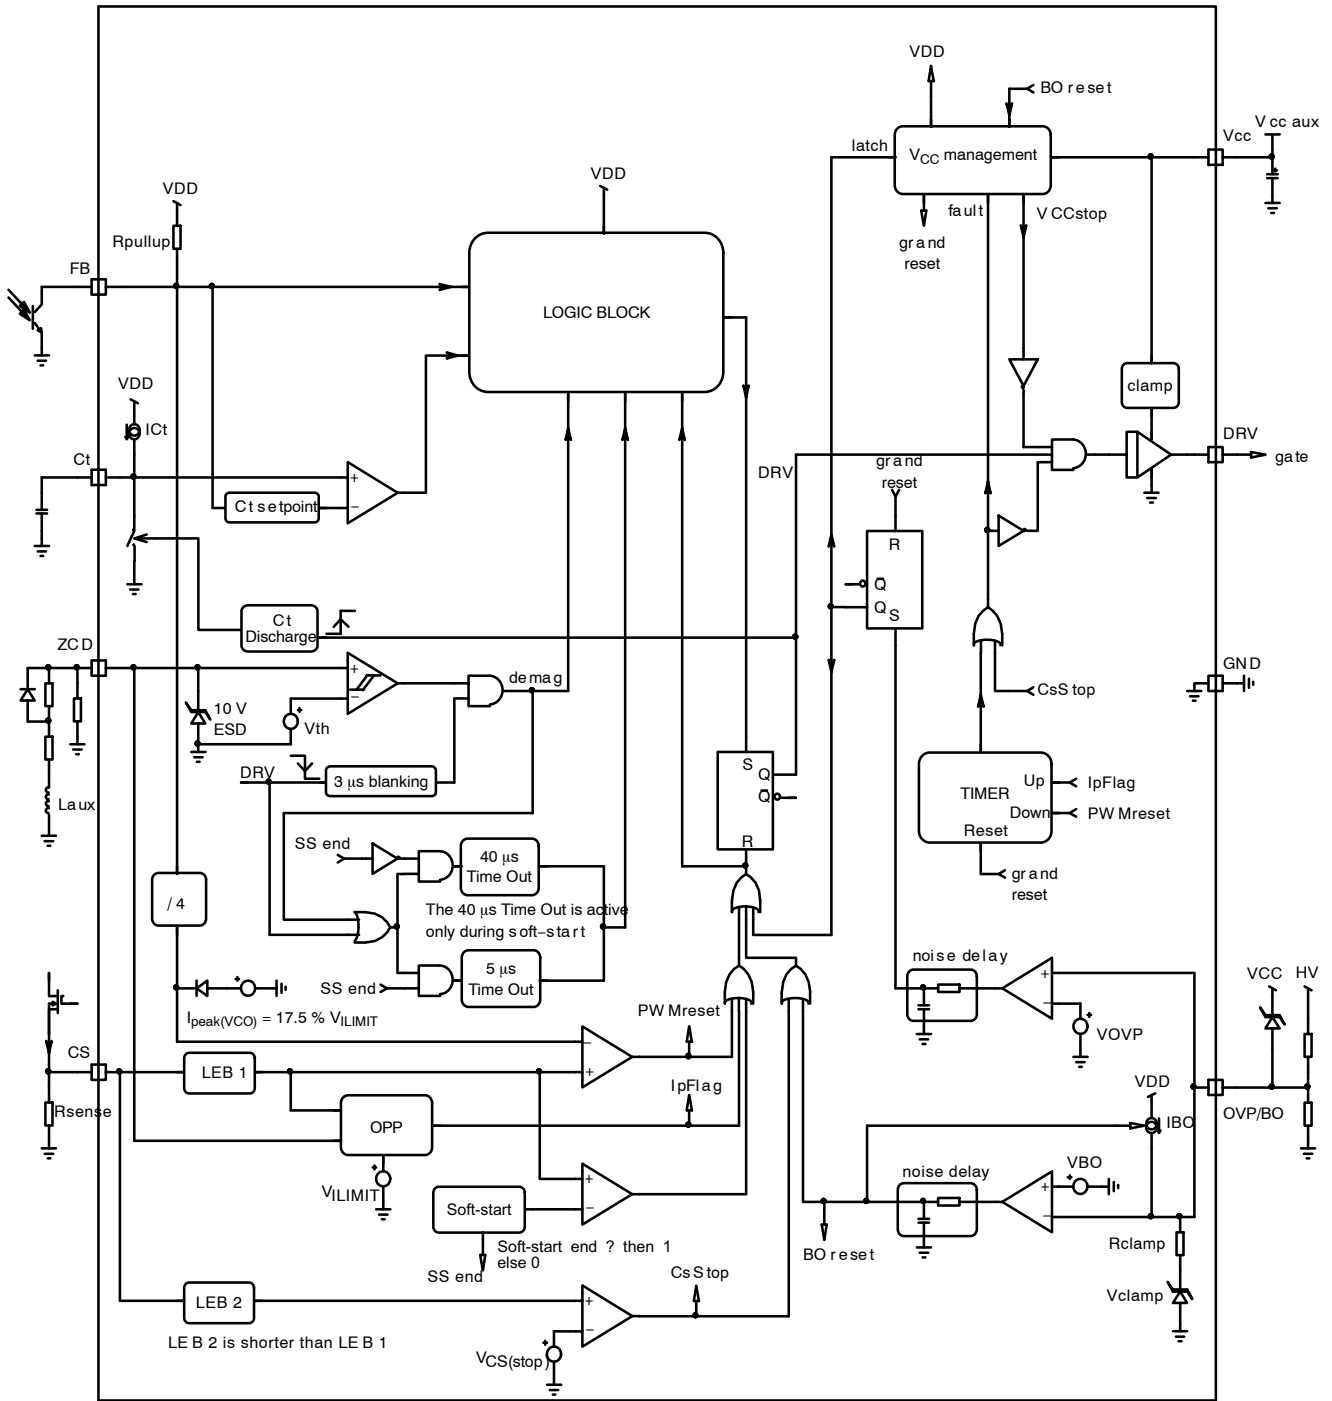 VDD
BO reset
Vcc
Vcc aux
latch
VCC management
VDD
VDD
fault
VCCstop
Rpullup
grand
reset
FB
LOGIC BLOCK
VDD
clamp
ICt
DRV
Ct
DRV
grand
reset
gate
+
Ct setpoint
−
R
Q̅
Ct
Discharge
Q
S
ZCD
GND
+
demag
CsStop
−
10 V
ESD
Vth
DRV
3 μs blanking
S
Q
Q̅
Up
IpFlag
TIMER
Laux
Down
PWMreset
Reset
R
SS end
40 μs
Time Out
grand
reset
/ 4
The 40 μs Time Out is active
only during soft−start
noise delay
5 μs
Time Out
VCC
HV
SS end
+
−
PWMreset
Ipeak(VCO) = 17.5 % VILIMIT
VOVP
CS
−
LEB 1
+
IpFlag
VDD
Rsense
OPP
IBO
OVP/BO
noise delay
VBO
+
VILIMIT
+
−
−
Soft−start
Soft−start end ? then 1
else 0
BO reset
Rclamp
SS end
CsStop
Vclamp
LEB 2
+
−
LEB 2 is shorter than LEB 1
VCS(stop)